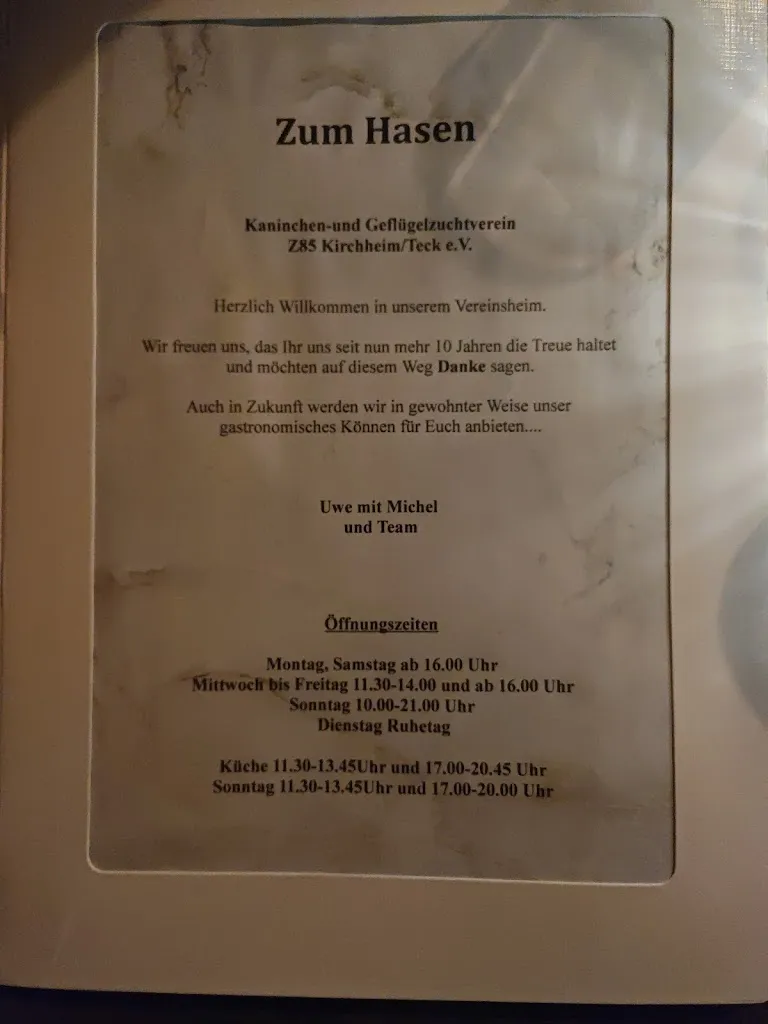 Zum Hasen
Kaninchen-und Geflügelzuchtverein
Z85 Kirchheim/Teck e.V.
Herzlich Willkommen in unserem Vereinsheim.
Wir freuen uns, das Ihr uns seit nun mehr 10 Jahren die Treue haltet
und möchten auf diesem Weg Danke sagen.
Auch in Zukunft werden wir in gewohnter Weise unser
gastronomisches Können für Euch anbieten....
Uwe mit Michel
und Team
Öffnungszeiten
Montag, Samstag ab 16.00 Uhr
Mittwoch bis Freitag 11.30-14.00 und ab 16.00 Uhr
Sonntag 10.00-21.00 Uhr
Dienstag Ruhetag
Küche 11.30-13.45Uhr und 17.00-20.45 Uhr
Sonntag 11.30-13.45Uhr und 17.00-20.00 Uhr